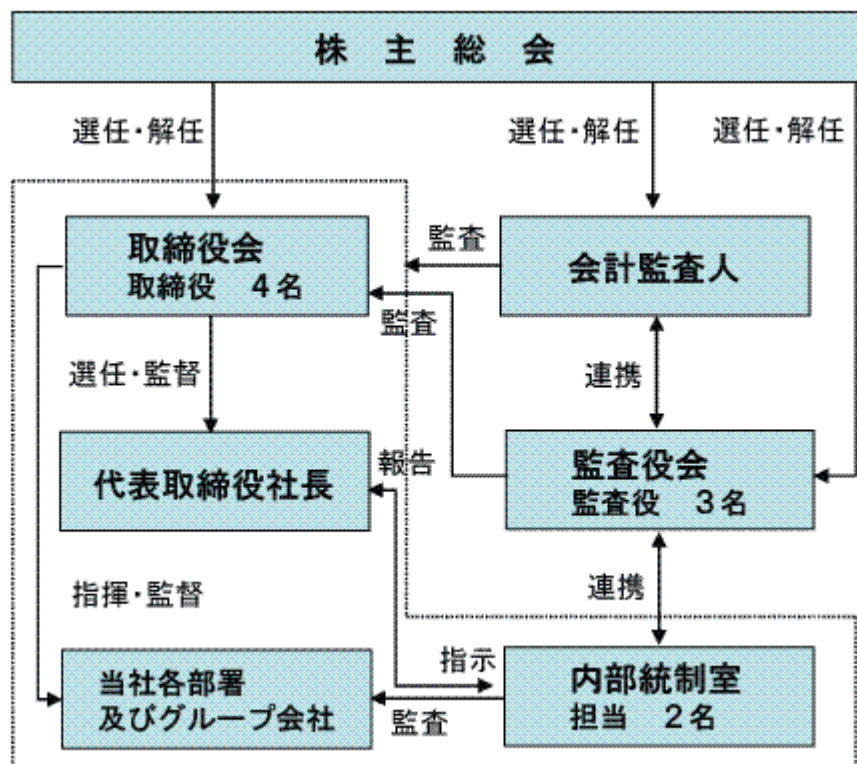 株 主 総 会
選任・解任
選任・解任
選任・解任
取締役会
取締役 4名
監査
会計監査人
監査
選任・監督
連携
代表取締役社長
報告
監査役会
監査役 3名
指揮・監督
連携
当社各部署
及びグループ会社
指示
監査
内部統制室
担当 2名